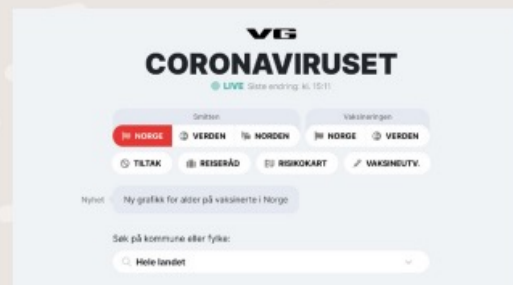 VG
CORONAVIRUSET
LIVE Siste endring: kl. 15:11
Smitten Vaksineringen
NORGE VERDEN NORDEN NORGE VERDEN
TILTAK REISERÅD RISIKOKART VAKSINEUTV.
Nyhet Ny grafikk for alder på vaksinerte i Norge
Søk på kommune eller fylke:
Hele landet